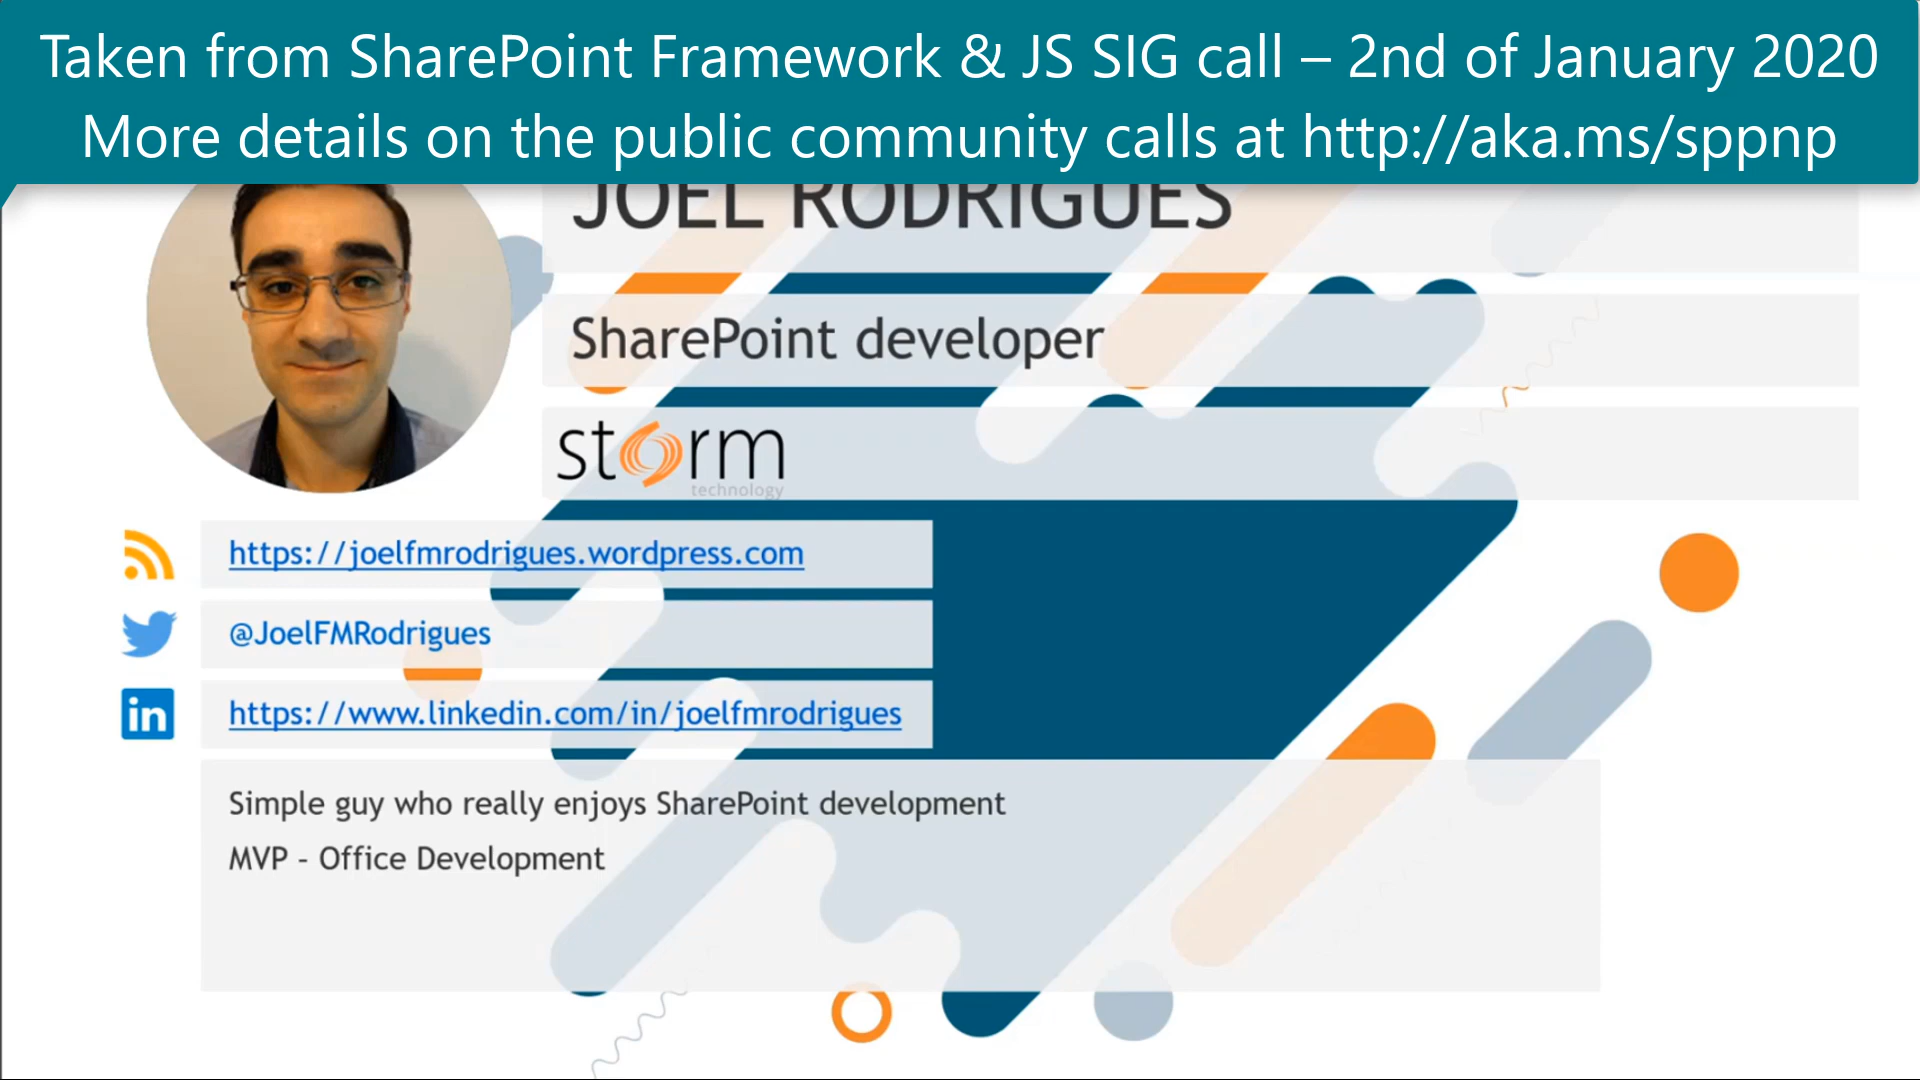 Taken from SharePoint Framework & JS SIG call – 2nd of January 2020
More details on the public community calls at http://aka.ms/sppnp
JOEL RODRIGUES
SharePoint developer
storm
technology
https://joelfmrodrigues.wordpress.com
@JoelFMRodrigues
in
https://www.linkedin.com/in/joelfmrodrigues
Simple guy who really enjoys SharePoint development
MVP - Office Development